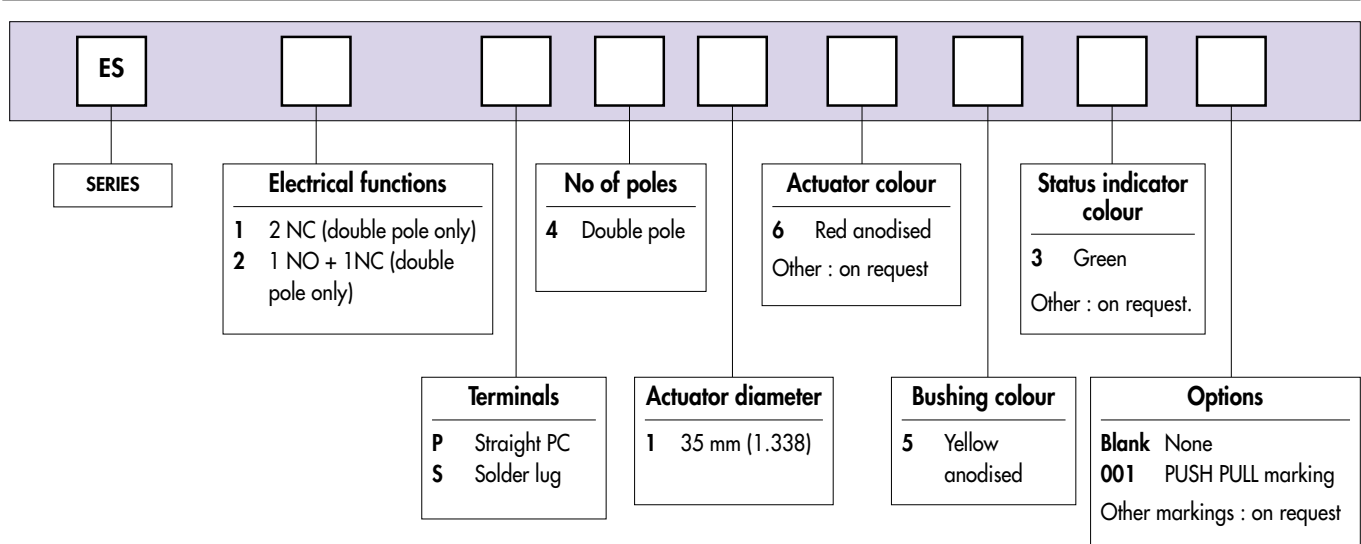 ES
SERIES
Electrical functions
1 2 NC (double pole only)
2 1 NO + 1NC (double
pole only)
No of poles
4 Double pole
Actuator colour
6 Red anodised
Other : on request
Status indicator
colour
3 Green
Other : on request.
Terminals
P Straight PC
S Solder lug
Actuator diameter
1 35 mm (1.338)
Bushing colour
5 Yellow
anodised
Options
Blank None
001 PUSH PULL marking
Other markings : on request